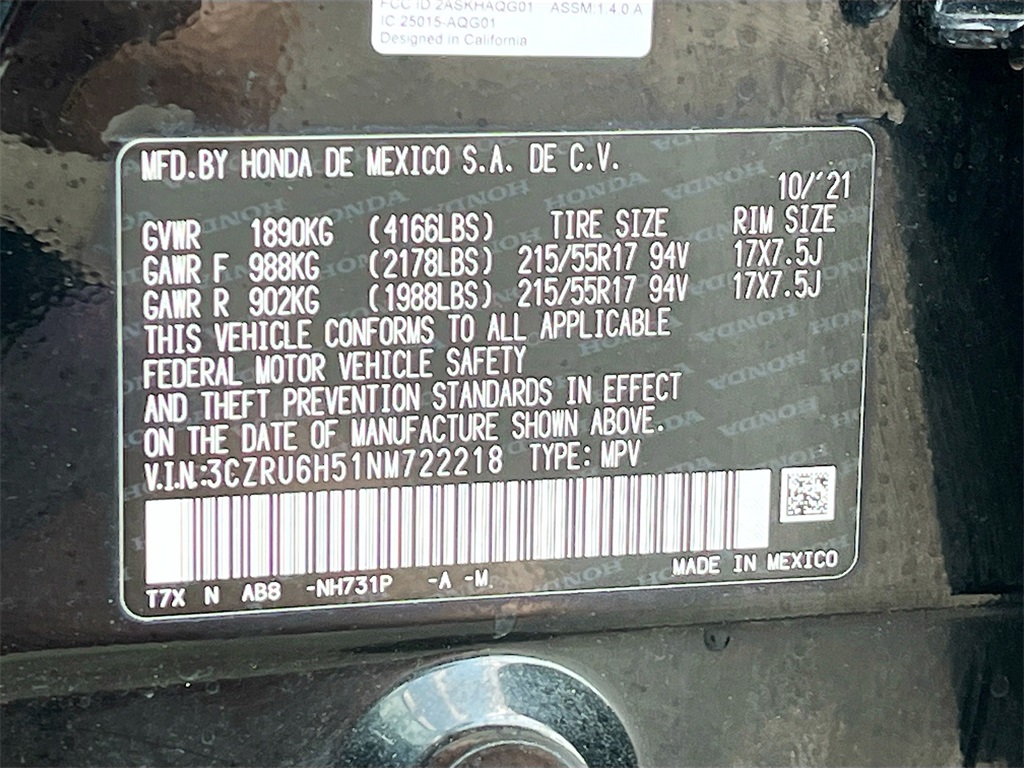 FCC ID 2ASKHAQG01 ASSM.1.4.0.A
IC 25015-AQG01
Designed in California
MFD.BY HONDA DE MEXICO S.A. DE C.V.
10/'21
GVWR 1890KG (4166LBS) TIRE SIZE RIM SIZE
GAWR F 988KG (2178LBS) 215/55R17 94V 17X7.5J
GAWR R 902KG (1988LBS) 215/55R17 94V 17X7.5J
THIS VEHICLE CONFORMS TO ALL APPLICABLE
FEDERAL MOTOR VEHICLE SAFETY
AND THEFT PREVENTION STANDARDS IN EFFECT
ON THE DATE OF MANUFACTURE SHOWN ABOVE.
V.I.N.:3CZRU6H51NM722218 TYPE: MPV
T7X N AB8 -NH731P -A -M.
MADE IN MEXICO